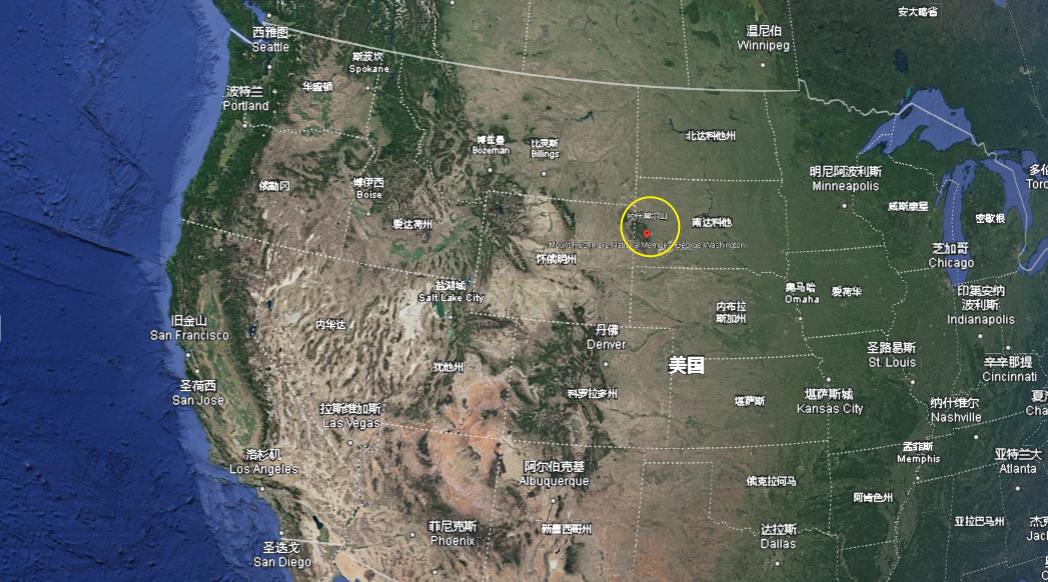 安大略省
西雅图
Seattle
温尼伯
Winnipeg
斯波坎
Spokane
华盛顿
波特兰
Portland
北达科他州
博兹曼
Bozeman
比灵斯
Billings
明尼阿波利斯
Minneapolis
多伦
Toro
俄勒冈
博伊西
Boise
威斯康星
密歇根
拉什莫尔山
南达科他
爱达荷州
Mount Rushmore National Memorial George Washington
怀俄明州
芝加哥
Chicago
盐湖城
Salt Lake City
奥马哈
Omaha
爱荷华
印第安纳
波利斯
Indianapolis
内布拉
斯加州
旧金山
San Francisco
内华达
丹佛
Denver
圣路易斯
St. Louis
辛辛那提
Cincinnati
犹他州
美国
圣荷西
San Jose
科罗拉多州
堪萨斯
堪萨斯城
Kansas City
纳什维尔
Nashville
夏
Cha
拉斯维加斯
Las Vegas
孟菲斯
Memphis
洛杉矶
Los Angeles
阿尔伯克基
Albuquerque
亚特兰大
Atlanta
俄克拉何马
阿肯色州
菲尼克斯
Phoenix
新墨西哥州
达拉斯
Dallas
亚拉巴马州
杰克
Jack
圣迭戈
San Diego